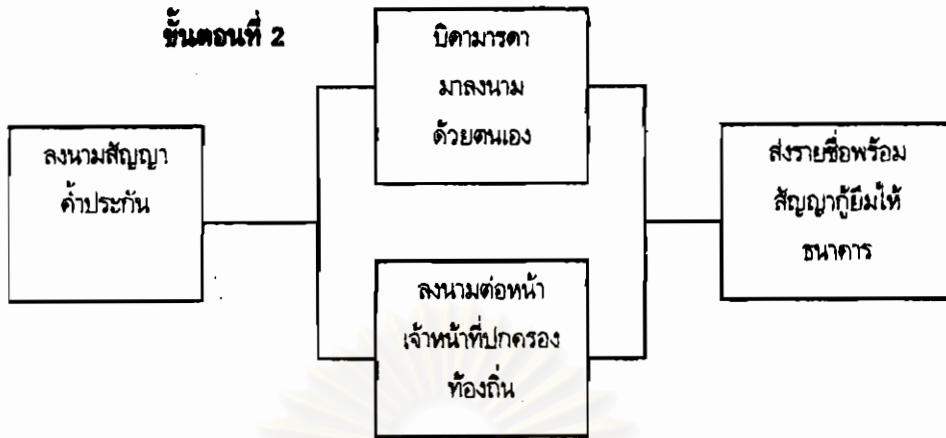 ขั้นตอนที่ 2
ลงนามสัญญา
ค้ำประกัน
บิดามารดา
มาลงนาม
ด้วยตนเอง
ลงนามต่อหน้า
เจ้าหน้าที่ปกครอง
ท้องถิ่น
ส่งรายชื่อพร้อม
สัญญากู้ยืมให้
ธนาคาร